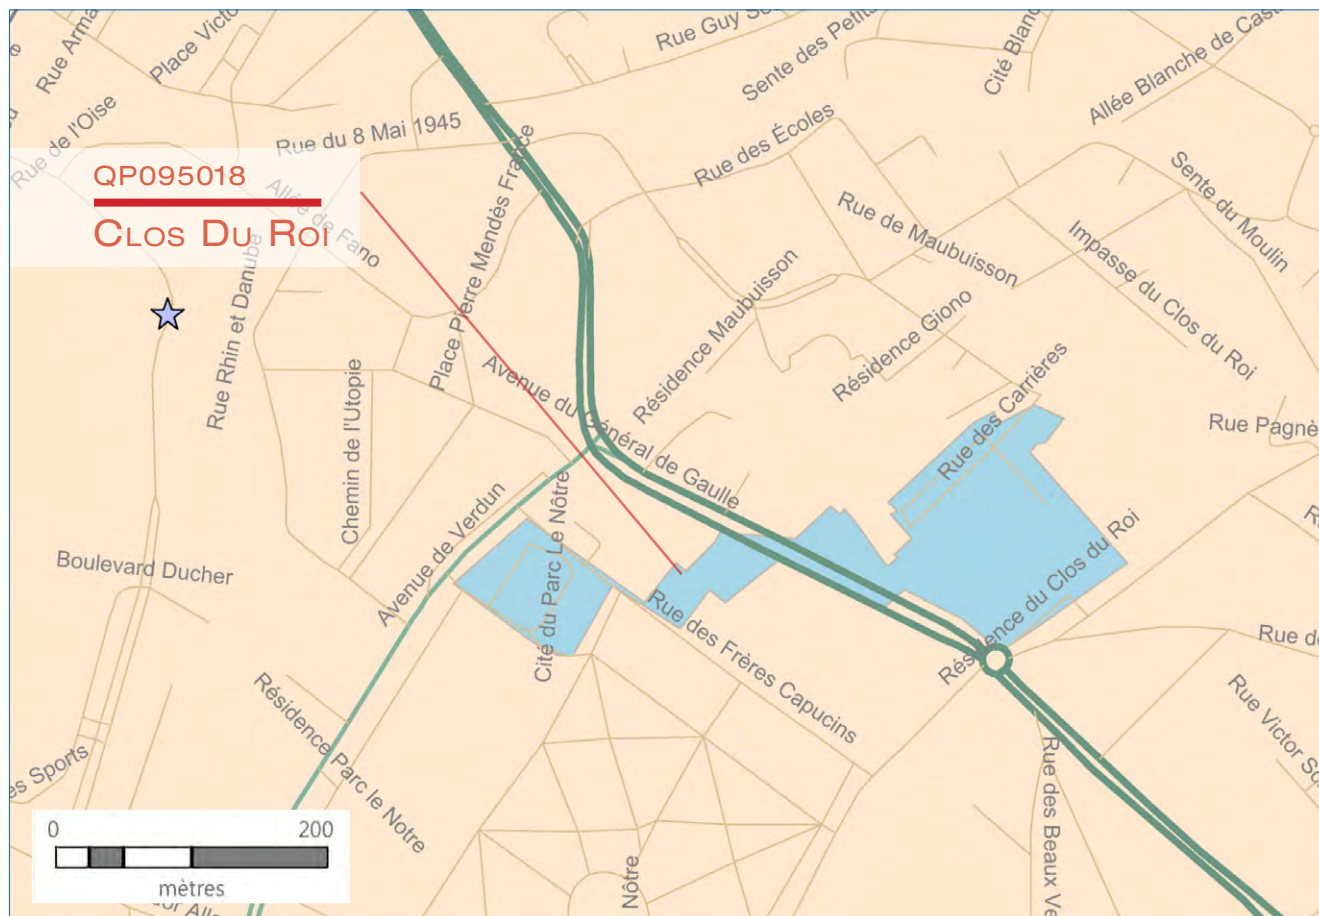 Place Victo
Rue Guy S
Sente des Petits
Cité Blanc
Allée Blanche de Cast
Rue Arma
Rue de l'Oise
Rue du 8 Mai 1945
Rue des Écoles
Sente du Moulin
QP095018
Clos Du Roi
Allée de Fano
Place Pierre Mendès France
Rue de Maubuisson
Impasse du Clos du Roi
Rue Rhin et Danube
Résidence Maubuisson
Résidence Giono
Rue des Carrières
Avenue du Général de Gaulle
Chemin de l'Utopie
Rue Pagnè
Avenue de Verdun
Cité du Parc Le Nôtre
Boulevard Ducher
Résidence du Clos du Roi
Rue des Frères Capucins
Rue de
Résidence Parc le Notre
Rue Victor
Rue des Beaux Ve
es Sports
Nôtre
0 200
mètres